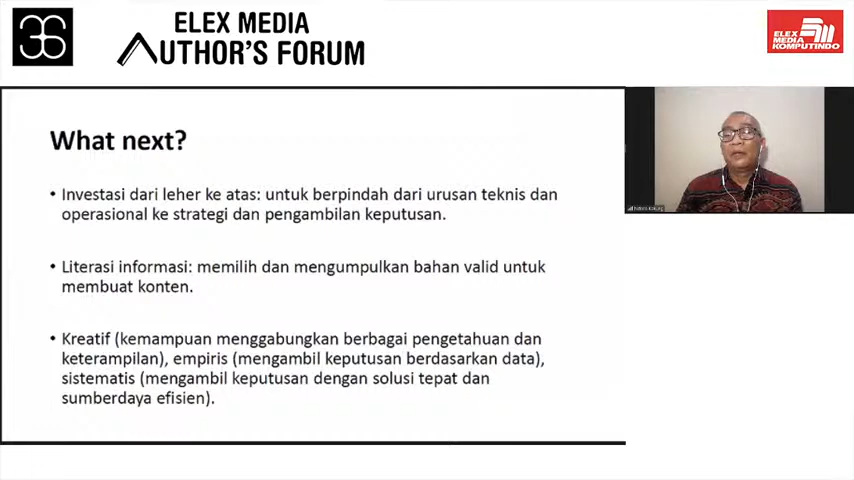 36
ELEX MEDIA
AUTHOR'S FORUM
ELEX
MEDIA
KOMPUTINDO
What next?
• Investasi dari leher ke atas: untuk berpindah dari urusan teknis dan
operasional ke strategi dan pengambilan keputusan.
• Literasi informasi: memilih dan mengumpulkan bahan valid untuk
membuat konten.
• Kreatif (kemampuan menggabungkan berbagai pengetahuan dan
keterampilan), empiris (mengambil keputusan berdasarkan data),
sistematis (mengambil keputusan dengan solusi tepat dan
sumberdaya efisien).